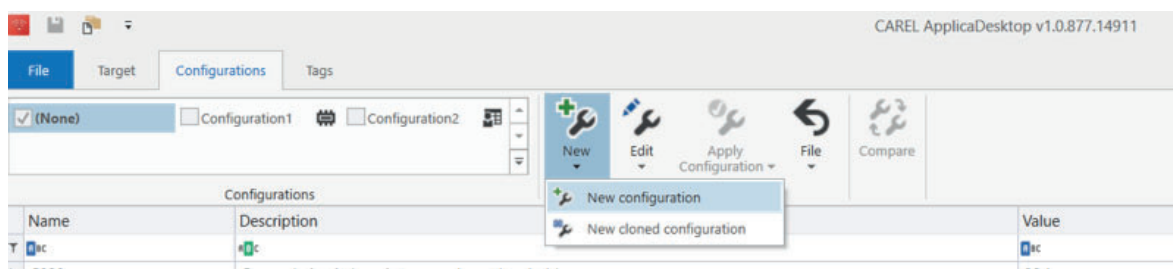 CAREL ApplicaDesktop v1.0.877.14911
File Target Configurations Tags
(None) Configuration1 Configuration2
New Edit Apply Configuration File Compare
Configurations
New configuration
New cloned configuration
Name Description Value